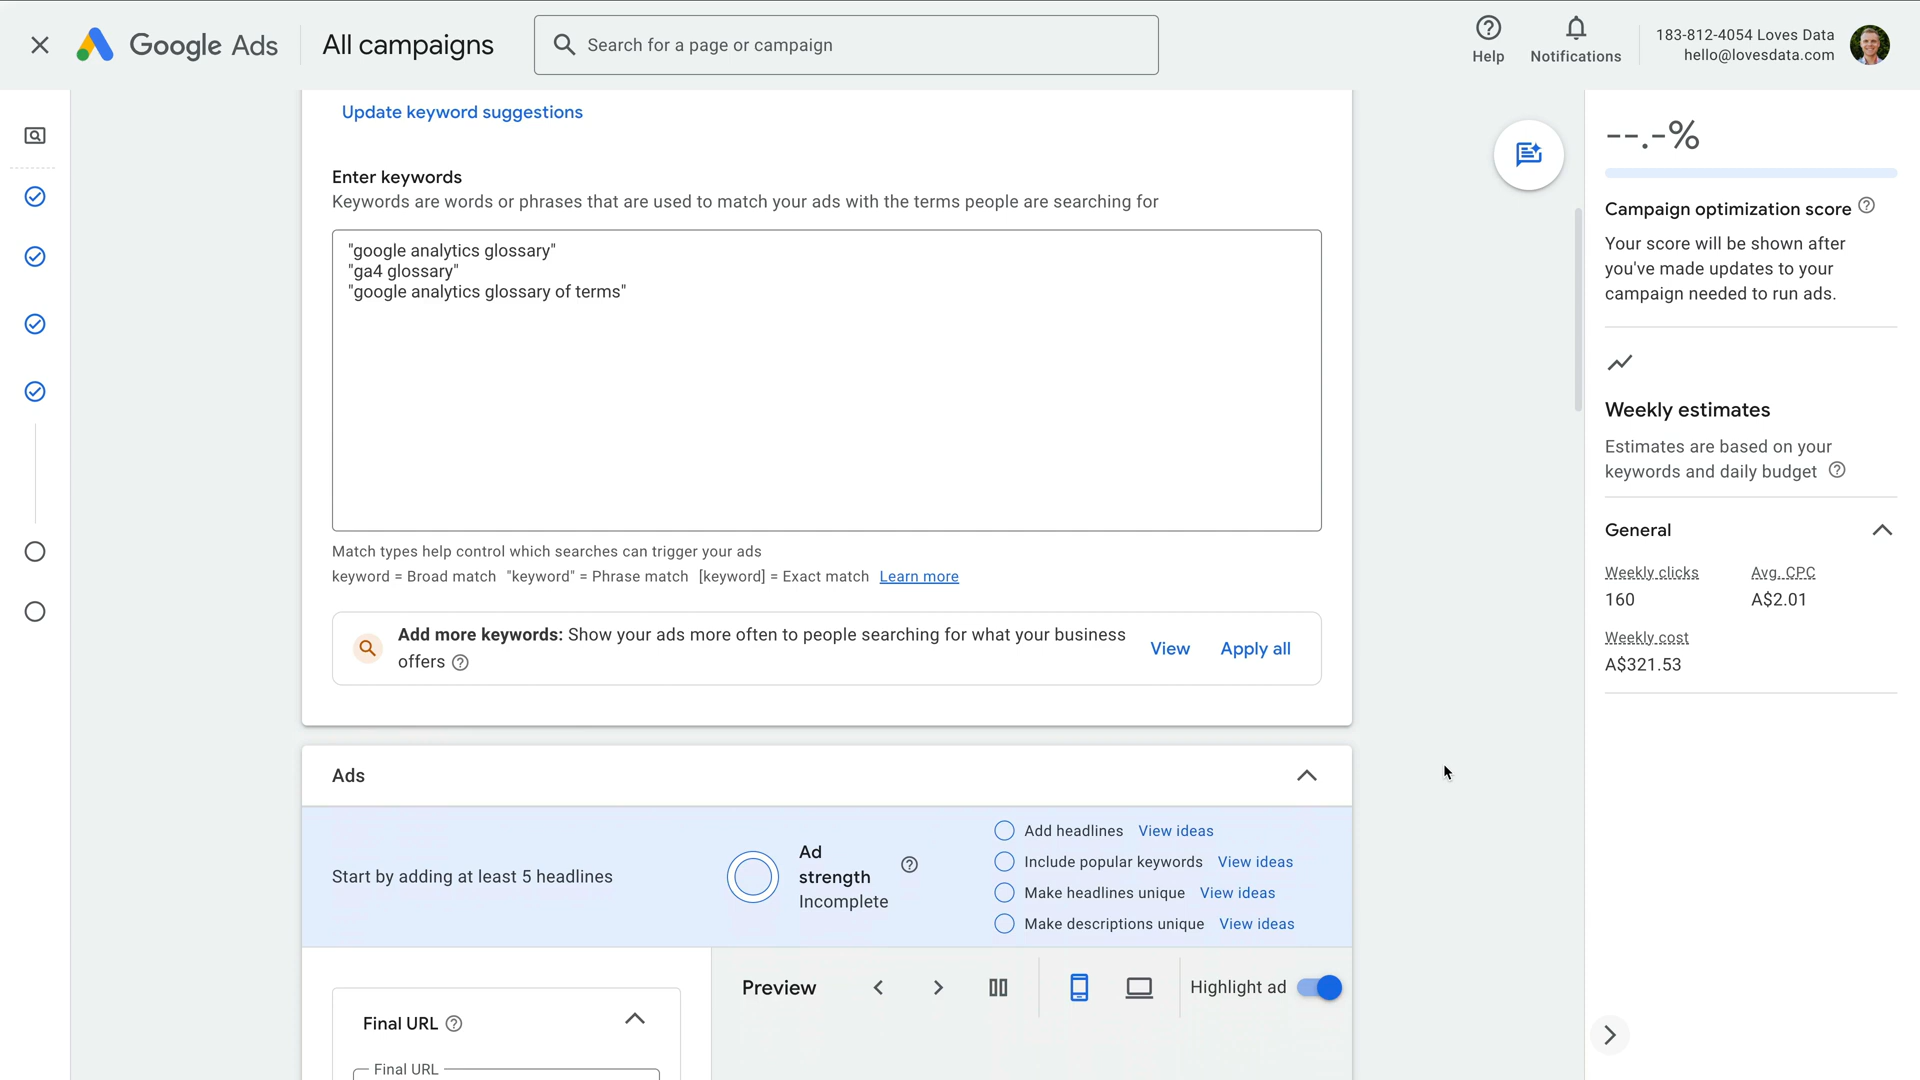 Google Ads
All campaigns
Search for a page or campaign
Help
Notifications
183-812-4054 Loves Data
hello@lovesdata.com
Update keyword suggestions
Enter keywords
Keywords are words or phrases that are used to match your ads with the terms people are searching for
"google analytics glossary"
"ga4 glossary"
"google analytics glossary of terms"
Match types help control which searches can trigger your ads
keyword = Broad match "keyword" = Phrase match [keyword] = Exact match Learn more
Add more keywords: Show your ads more often to people searching for what your business
offers
View
Apply all
Ads
Start by adding at least 5 headlines
Ad
strength
Incomplete
Add headlines View ideas
Include popular keywords View ideas
Make headlines unique View ideas
Make descriptions unique View ideas
Preview
Highlight ad
Final URL
Final URL
--.-%
Campaign optimization score
Your score will be shown after
you've made updates to your
campaign needed to run ads.
Weekly estimates
Estimates are based on your
keywords and daily budget
General
Weekly clicks
Avg. CPC
160
A$2.01
Weekly cost
A$321.53